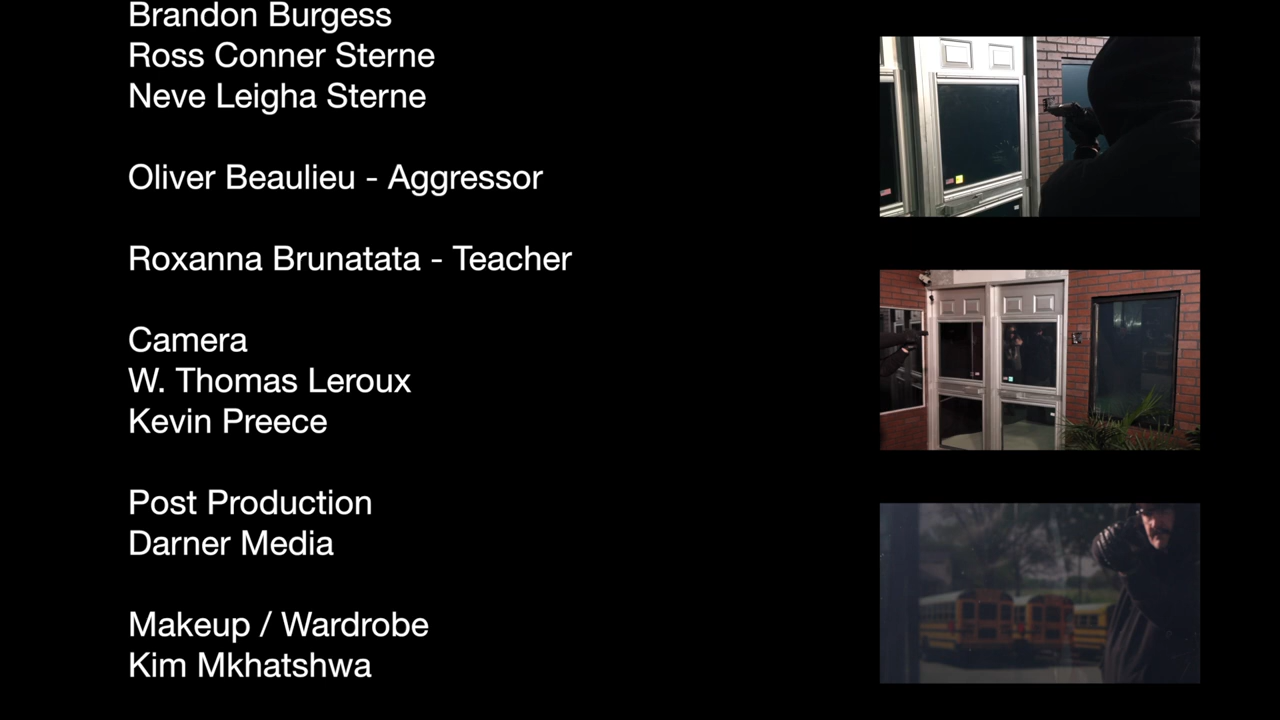 Brandon Burgess
Ross Conner Sterne
Neve Leigha Sterne
Oliver Beaulieu - Aggressor
Roxanna Brunatata - Teacher
Camera
W. Thomas Leroux
Kevin Preece
Post Production
Darner Media
Makeup / Wardrobe
Kim Mkhatshwa